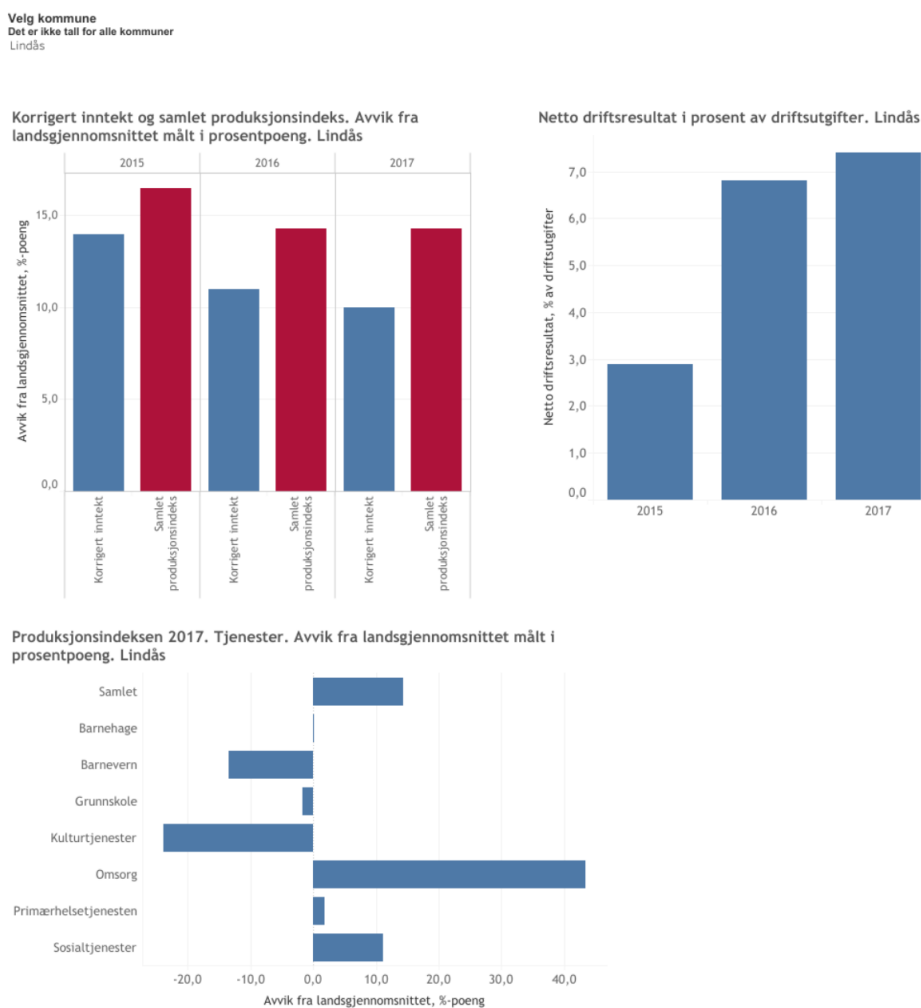 Velg kommune
Det er ikke tall for alle kommuner
Lindås
Korrigert inntekt og samlet produksjonsindeks. Avvik fra
landsgjennomsnittet målt i prosentpoeng. Lindås
2015
2016
2017
Avvik fra landsgjennomsnittet, %-poeng
15,0
10,0
5,0
0,0
Korrigert inntekt
Samlet
produksjonsindeks
Korrigert inntekt
Samlet
produksjonsindeks
Korrigert inntekt
Samlet
produksjonsindeks
Netto driftsresultat i prosent av driftsutgifter. Lindås
Netto driftsresultat, % av driftsutgifter
7,0
6,0
5,0
4,0
3,0
2,0
1,0
0,0
2015
2016
2017
Produksjonsindeksen 2017. Tjenester. Avvik fra landsgjennomsnittet målt i
prosentpoeng. Lindås
Samlet
Barnehage
Barnevern
Grunnskole
Kulturtjenester
Omsorg
Primærhelsetjenesten
Sosialtjenester
-20,0
-10,0
0,0
10,0
20,0
30,0
40,0
Avvik fra landsgjennomsnittet, %-poeng